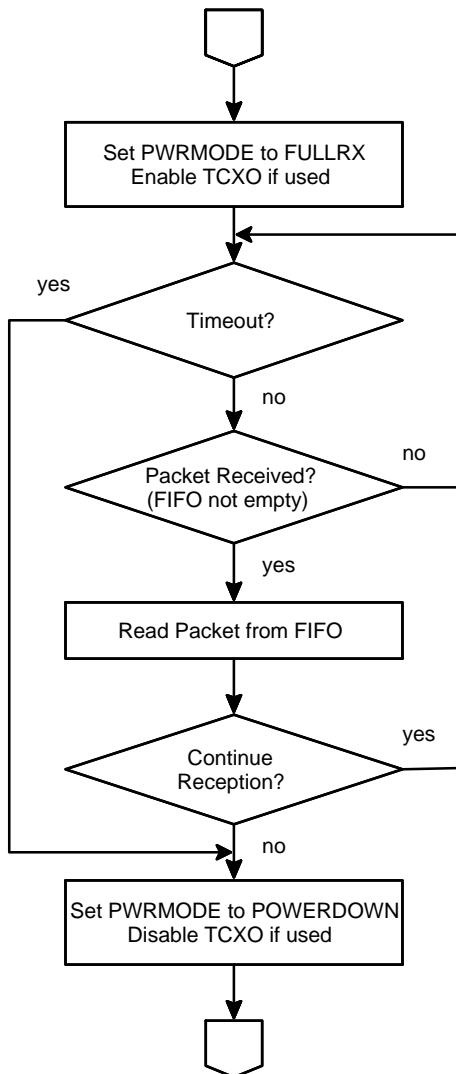 Set PWRMODE to FULLRX
Enable TCXO if used
yes
Timeout?
no
Packet Received?
(FIFO not empty)
no
yes
Read Packet from FIFO
Continue
Reception?
yes
no
Set PWRMODE to POWERDOWN
Disable TCXO if used